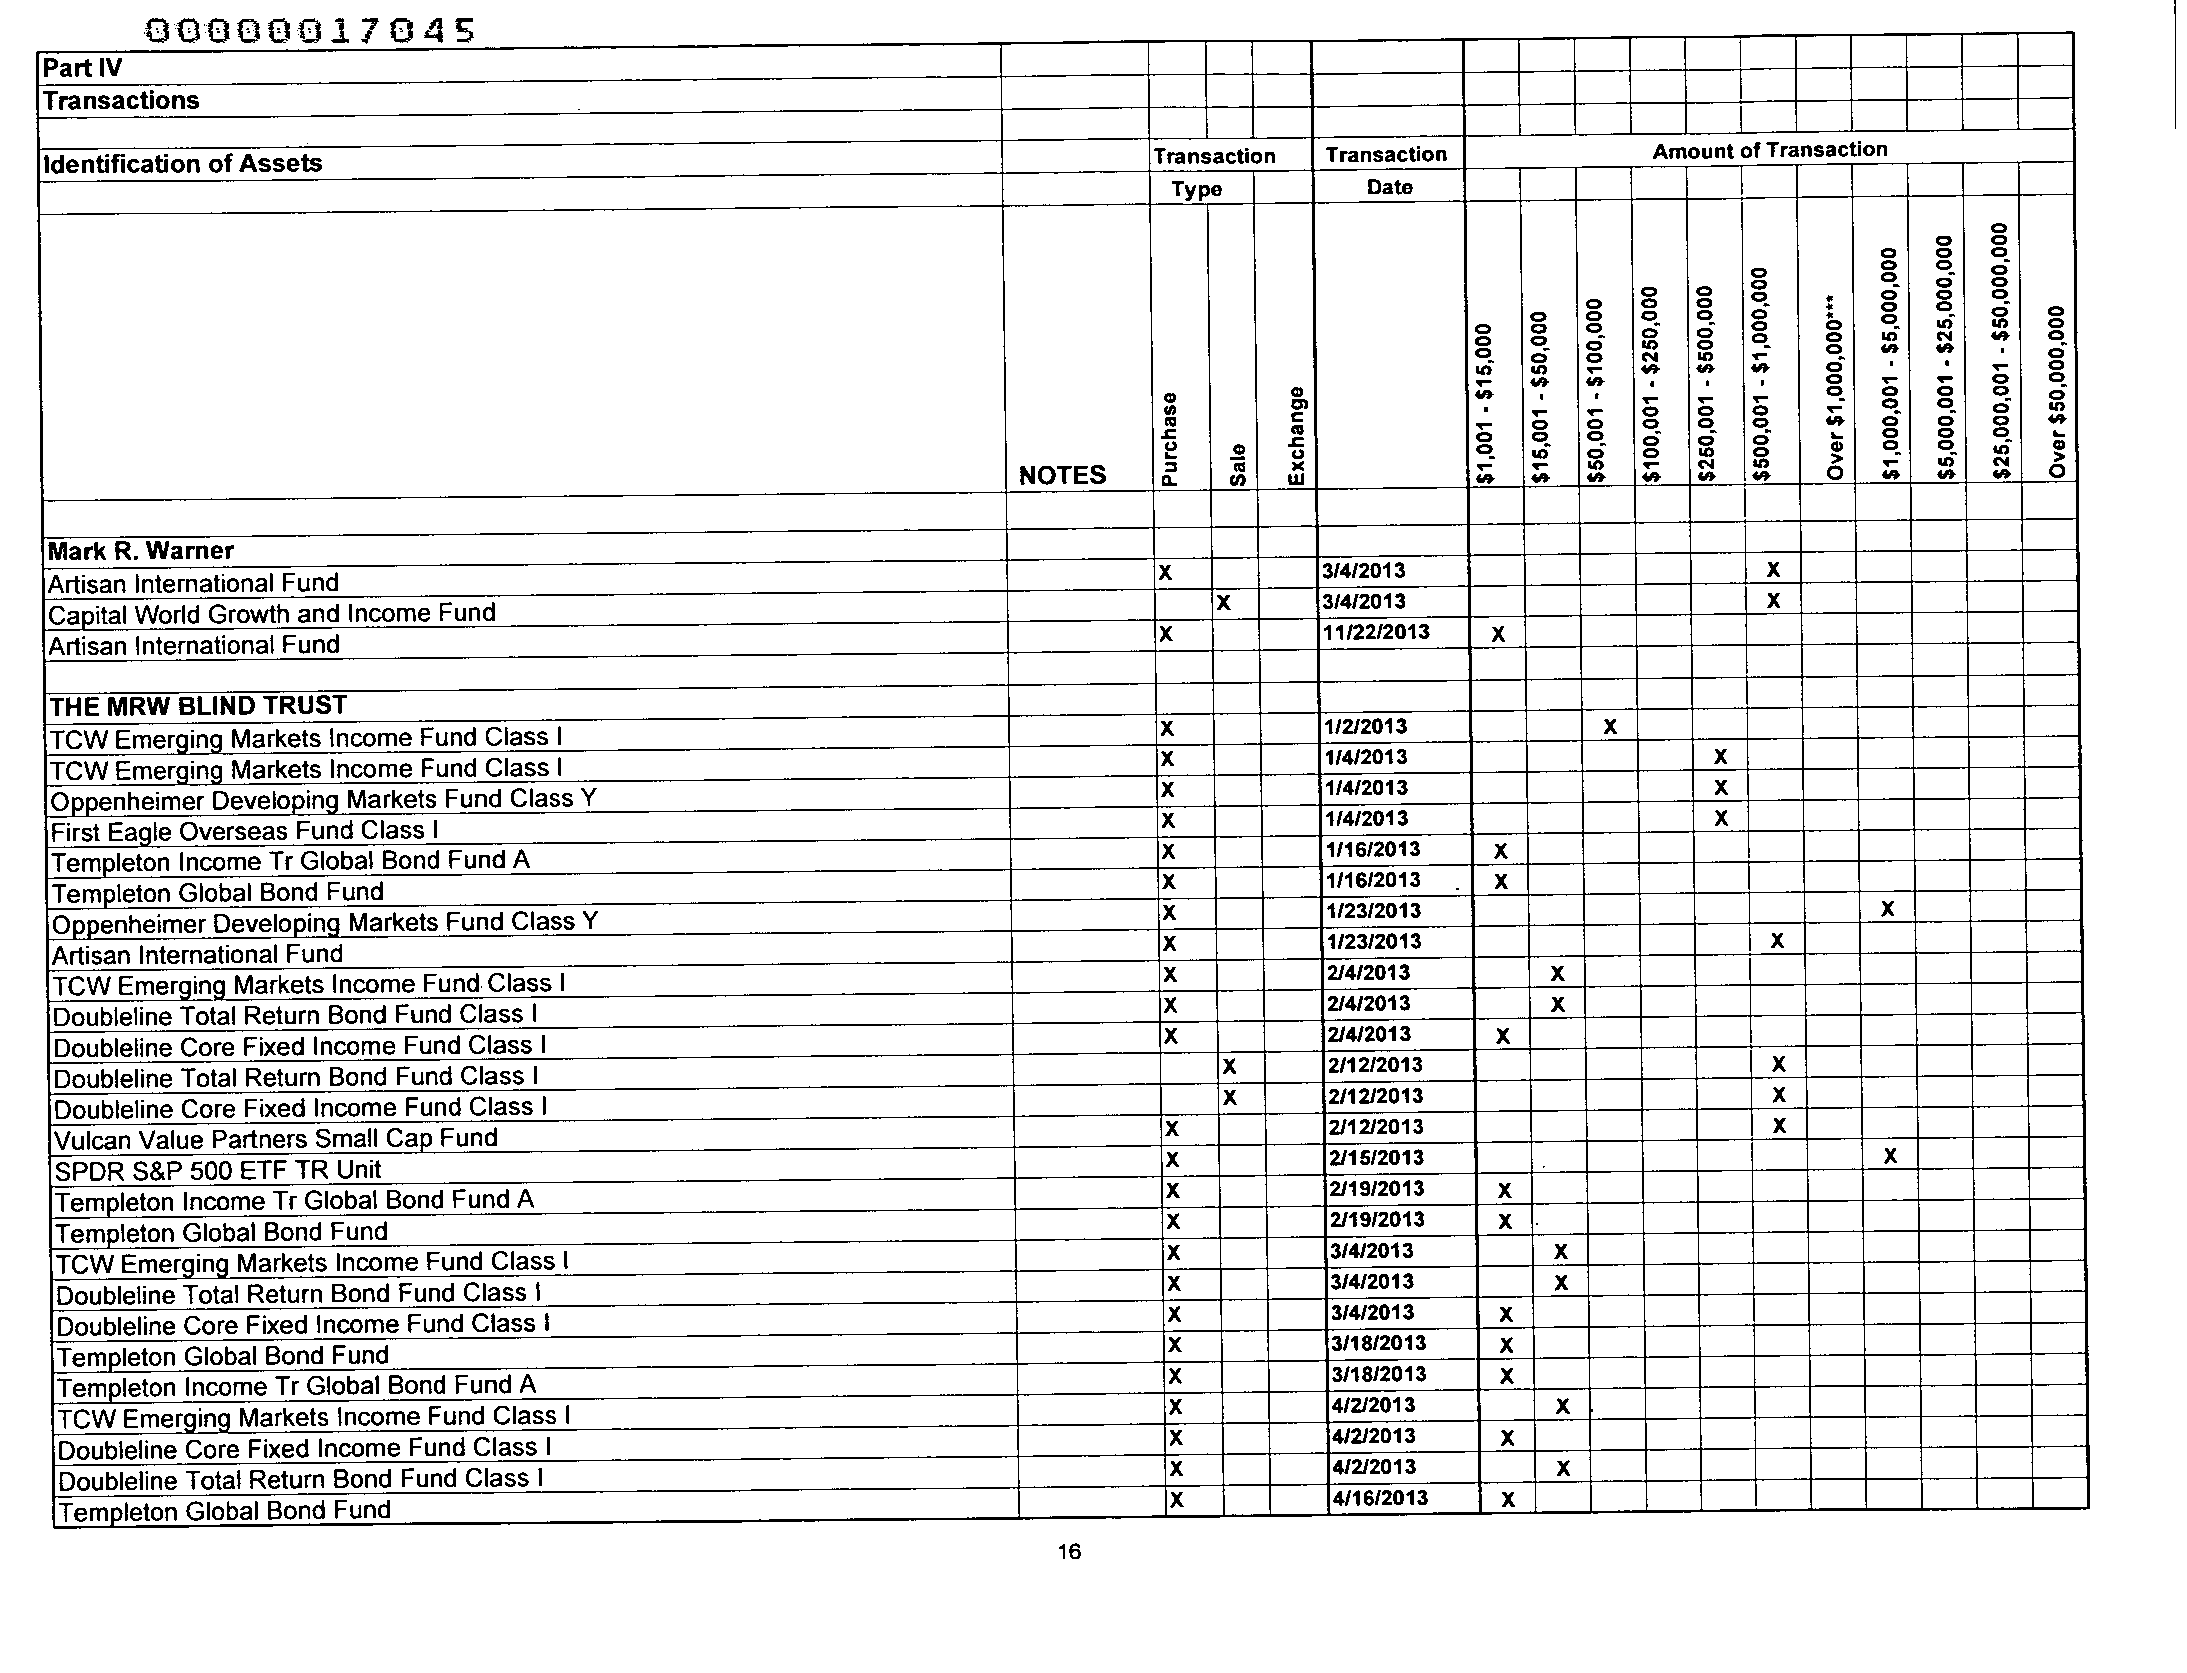 00000017045
Part IV
Transactions
Identification of Assets Transaction Transaction Amount of Transaction
Type Date
NOTES Purchase Sale Exchange $1,001 - $15,000 $15,001 - $50,000 $50,001 - $100,000 $100,001 - $250,000 $250,001 - $500,000 $500,001 - $1,000,000 Over $1,000,000*** $1,000,001 - $5,000,000 $5,000,001 - $25,000,000 $25,000,001 - $50,000,000 Over $50,000,000
Mark R. Warner
Artisan International Fund X 3/4/2013 X
Capital World Growth and Income Fund X 3/4/2013 X
Artisan International Fund X 11/22/2013 X
THE MRW BLIND TRUST
TCW Emerging Markets Income Fund Class I X 1/2/2013 X
TCW Emerging Markets Income Fund Class I X 1/4/2013 X
Oppenheimer Developing Markets Fund Class Y X 1/4/2013 X
First Eagle Overseas Fund Class I X 1/4/2013 X
Templeton Income Tr Global Bond Fund A X 1/16/2013 X
Templeton Global Bond Fund X 1/16/2013 X
Oppenheimer Developing Markets Fund Class Y X 1/23/2013 X
Artisan International Fund X 1/23/2013 X
TCW Emerging Markets Income Fund Class I X 2/4/2013 X
Doubleline Total Return Bond Fund Class I X 2/4/2013 X
Doubleline Core Fixed Income Fund Class I X 2/4/2013 X
Doubleline Total Return Bond Fund Class I X 2/12/2013 X
Doubleline Core Fixed Income Fund Class I X 2/12/2013 X
Vulcan Value Partners Small Cap Fund X 2/12/2013 X
SPDR S&P 500 ETF TR Unit X 2/15/2013 X
Templeton Income Tr Global Bond Fund A X 2/19/2013 X
Templeton Global Bond Fund X 2/19/2013 X
TCW Emerging Markets Income Fund Class I X 3/4/2013 X
Doubleline Total Return Bond Fund Class I X 3/4/2013 X
Doubleline Core Fixed Income Fund Class I X 3/4/2013 X
Templeton Global Bond Fund X 3/18/2013 X
Templeton Income Tr Global Bond Fund A X 3/18/2013 X
TCW Emerging Markets Income Fund Class I X 4/2/2013 X
Doubleline Core Fixed Income Fund Class I X 4/2/2013 X
Doubleline Total Return Bond Fund Class I X 4/2/2013 X
Templeton Global Bond Fund X 4/16/2013 X
16